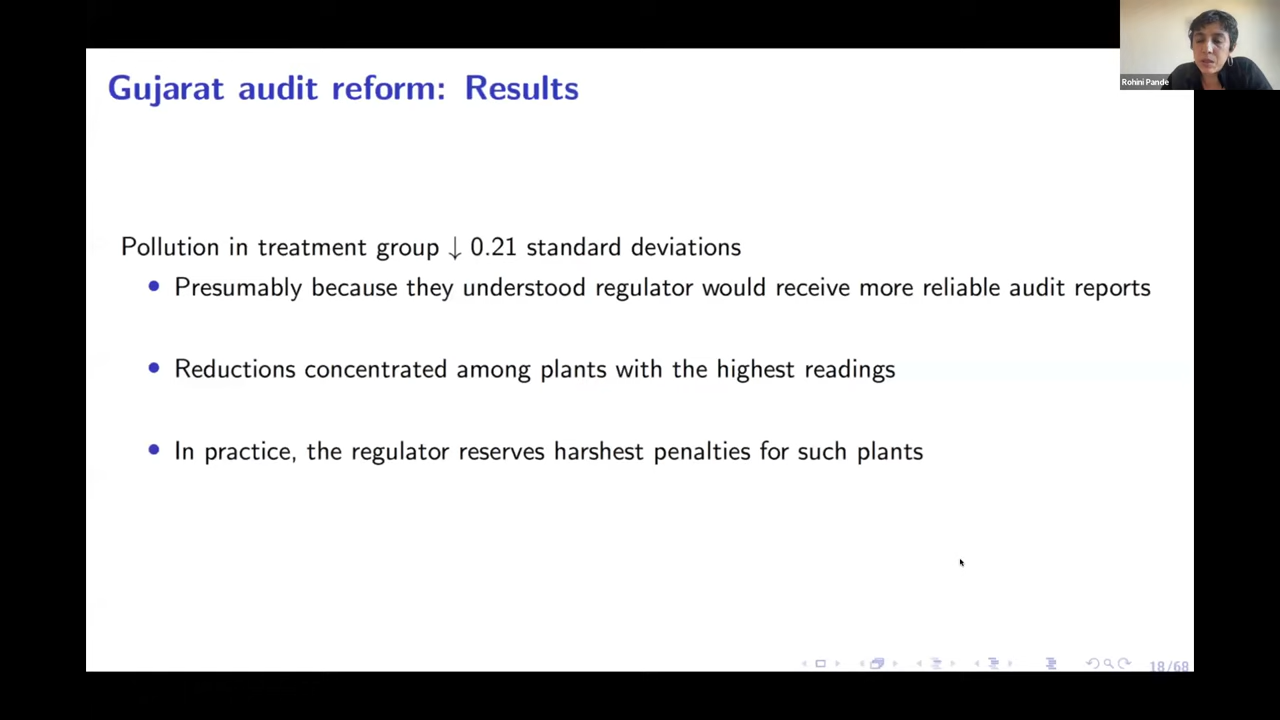 Rohini Pande
Gujarat audit reform: Results
Pollution in treatment group ↓ 0.21 standard deviations
• Presumably because they understood regulator would receive more reliable audit reports
• Reductions concentrated among plants with the highest readings
• In practice, the regulator reserves harshest penalties for such plants
18/68